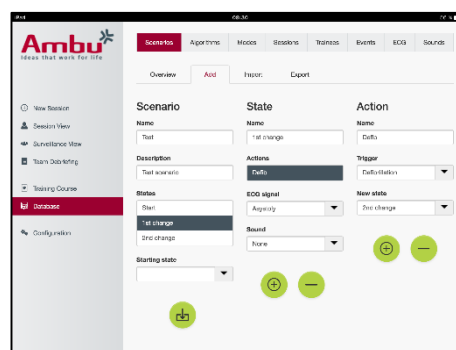 iPad
08:30
Ambu
Ideas that work for life
Scenarios Algorithms Modes Sessions Trainees Events ECG Sounds
Overview Add Import Export
New Session
Session View
Surveillance View
Team Debriefing
Training Course
Database
Configuration
Scenario
Name
Test
Description
Test scenario
States
Start
1st change
2nd change
Starting state
State
Name
1st change
Actions
Defib
ECG signal
Asystoly
Sound
None
Action
Name
Defib
Trigger
Defibrillation
New state
2nd change